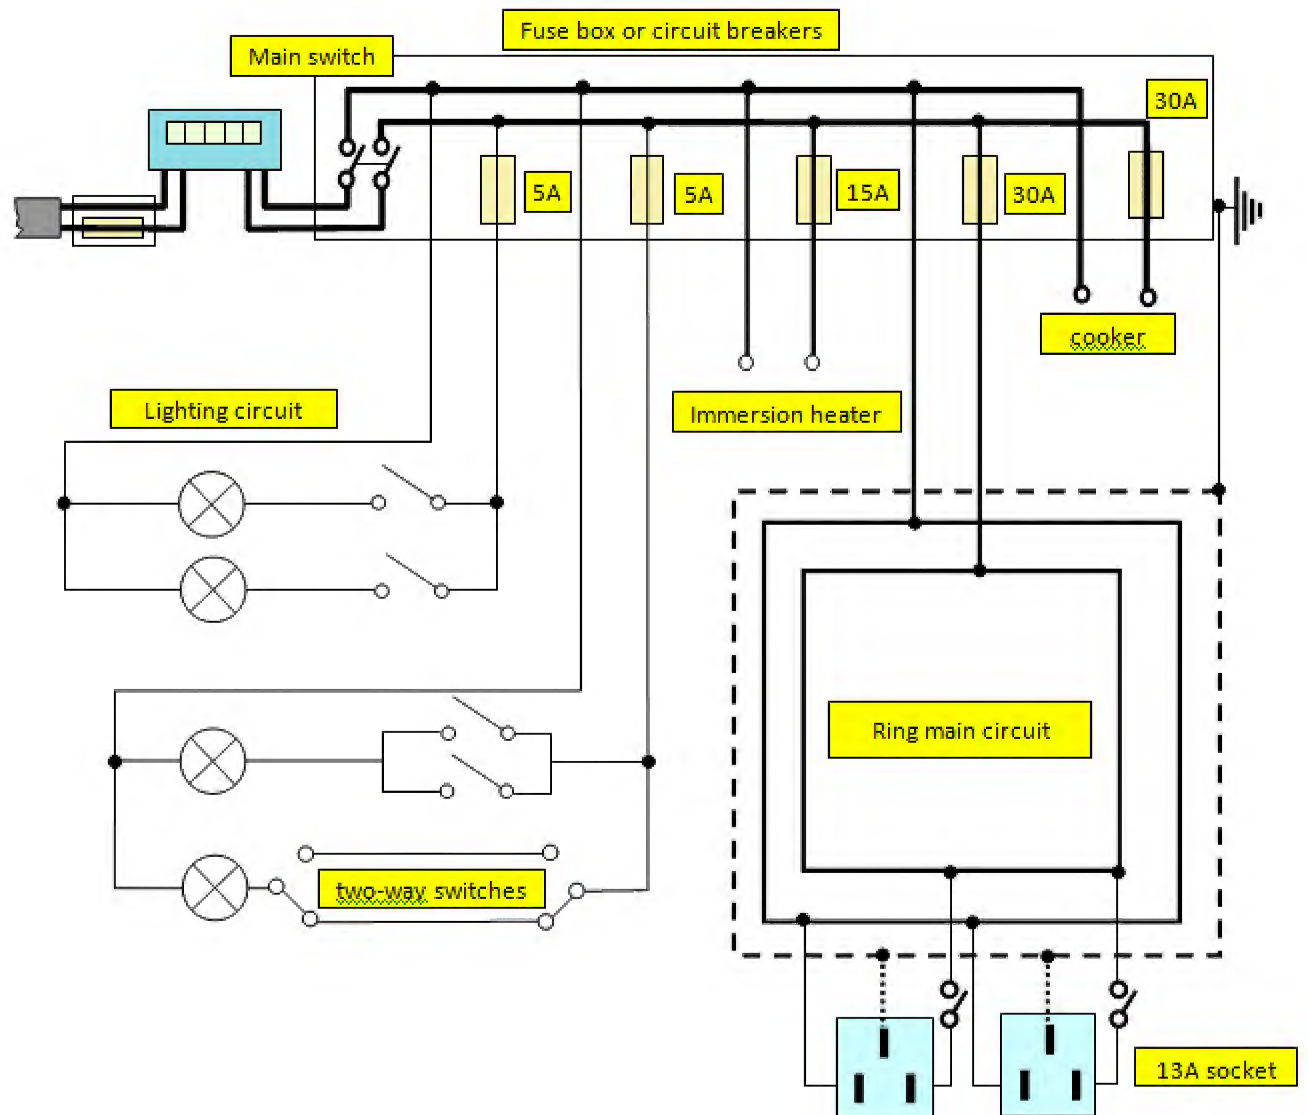 Fuse box or circuit breakers
Main switch
30A
5A
5A
15A
30A
cooker
Lighting circuit
Immersion heater
Ring main circuit
two-way switches
13A socket